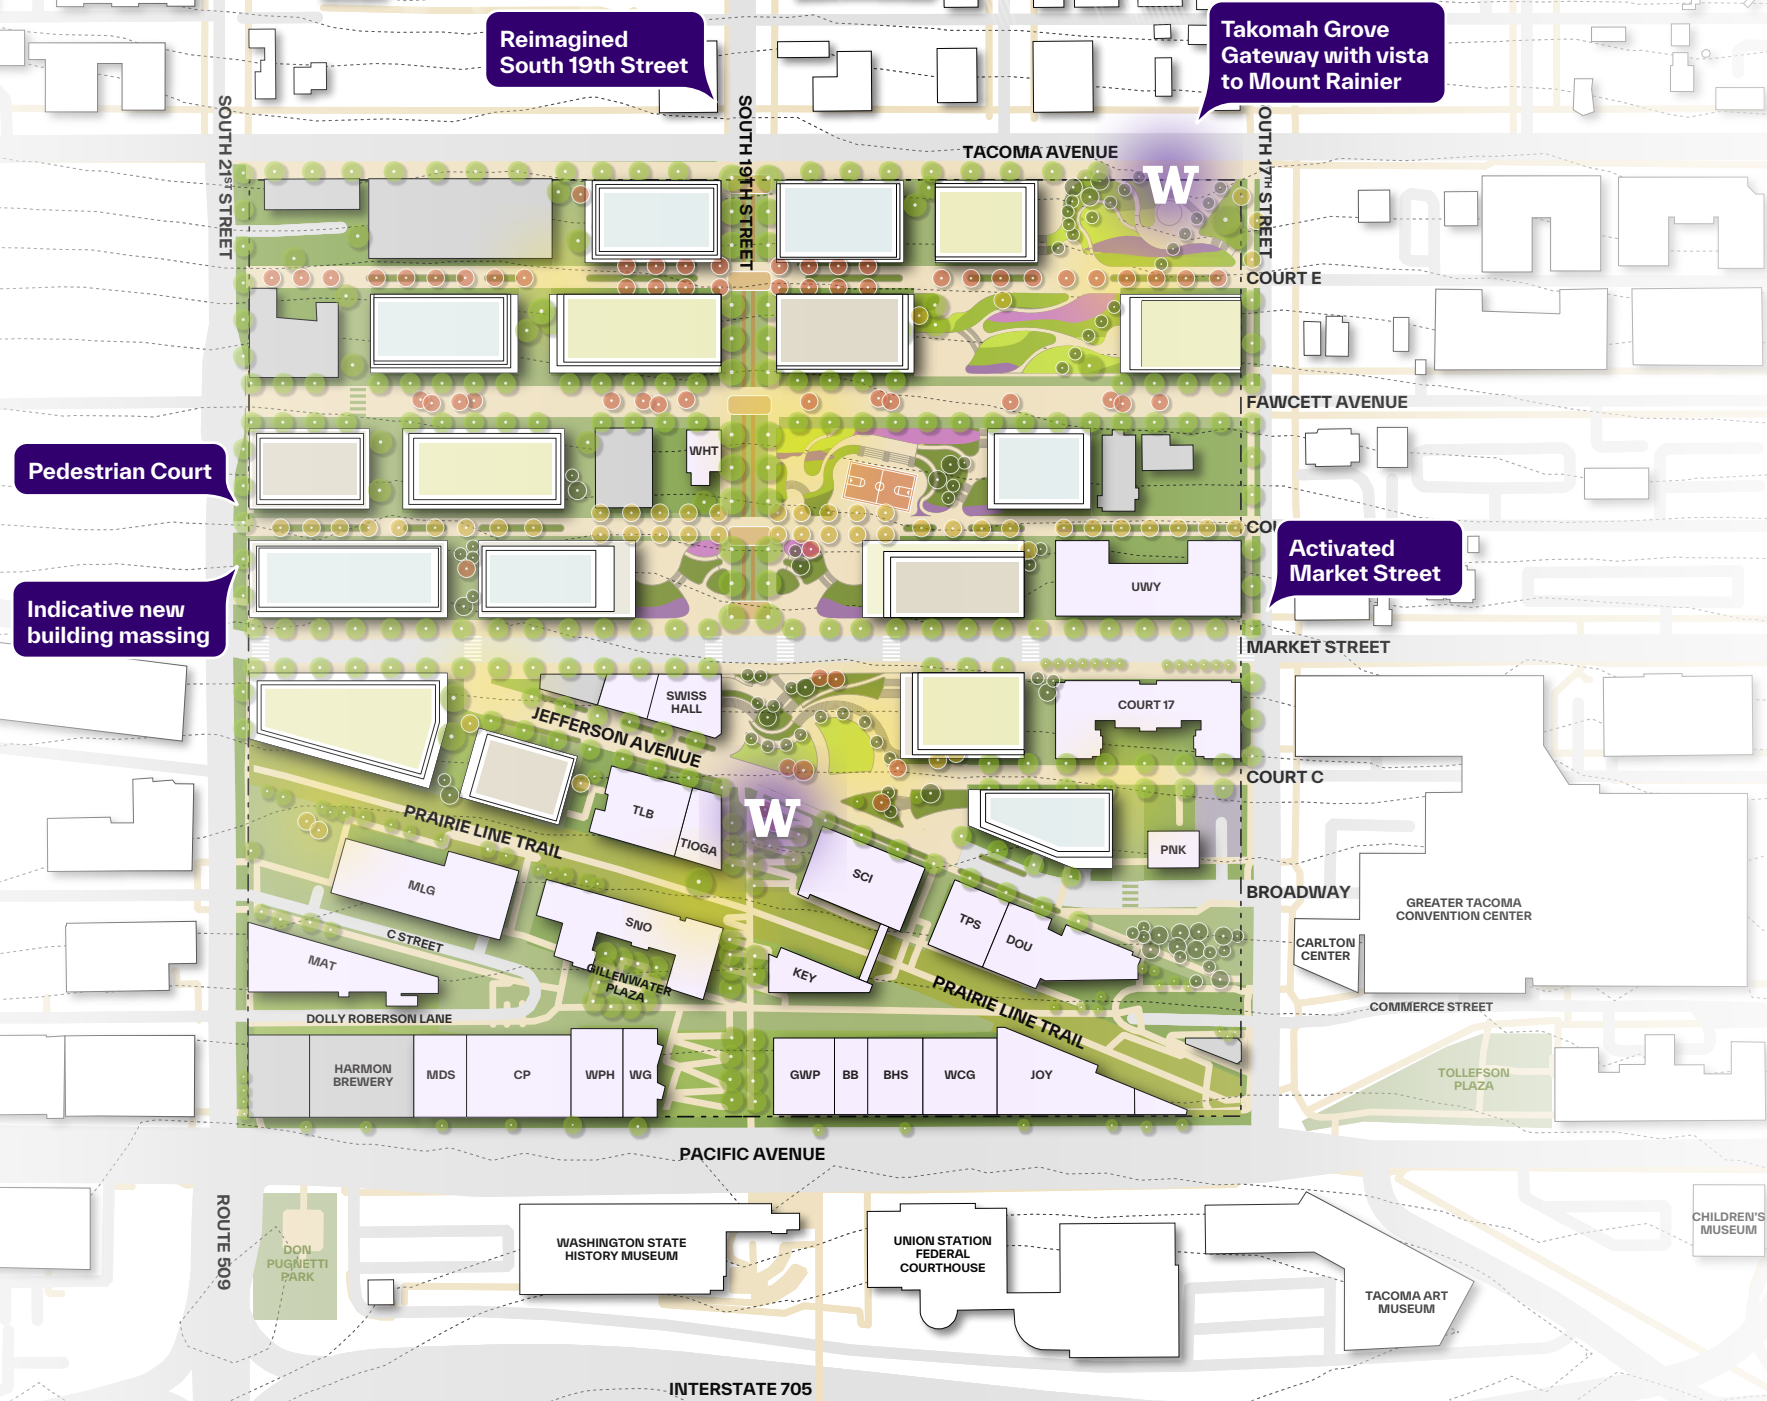 Reimagined
South 19th Street
Takomah Grove
Gateway with vista
to Mount Rainier
SOUTH 21ST STREET
SOUTH 19TH STREET
OUTH 17TH STREET
TACOMA AVENUE
W
COURT E
FAWCETT AVENUE
WHT
Pedestrian Court
COU
Activated
Market Street
UWY
Indicative new
building massing
MARKET STREET
SWISS
HALL
COURT 17
JEFFERSON AVENUE
COURT C
TLB
TIOGA
W
PRAIRIE LINE TRAIL
PNK
SCI
MLG
BROADWAY
GREATER TACOMA
CONVENTION CENTER
SNO
TPS
DOU
C STREET
CARLTON
CENTER
MAT
KEY
GILLENWATER
PLAZA
PRAIRIE LINE TRAIL
COMMERCE STREET
DOLLY ROBERSON LANE
HARMON
BREWERY
MDS
CP
WPH
WG
GWP
BB
BHS
WCG
JOY
TOLLEFSON
PLAZA
PACIFIC AVENUE
ROUTE 509
DON
PUGNETTI
PARK
WASHINGTON STATE
HISTORY MUSEUM
UNION STATION
FEDERAL
COURTHOUSE
CHILDREN'S
MUSEUM
TACOMA ART
MUSEUM
INTERSTATE 705